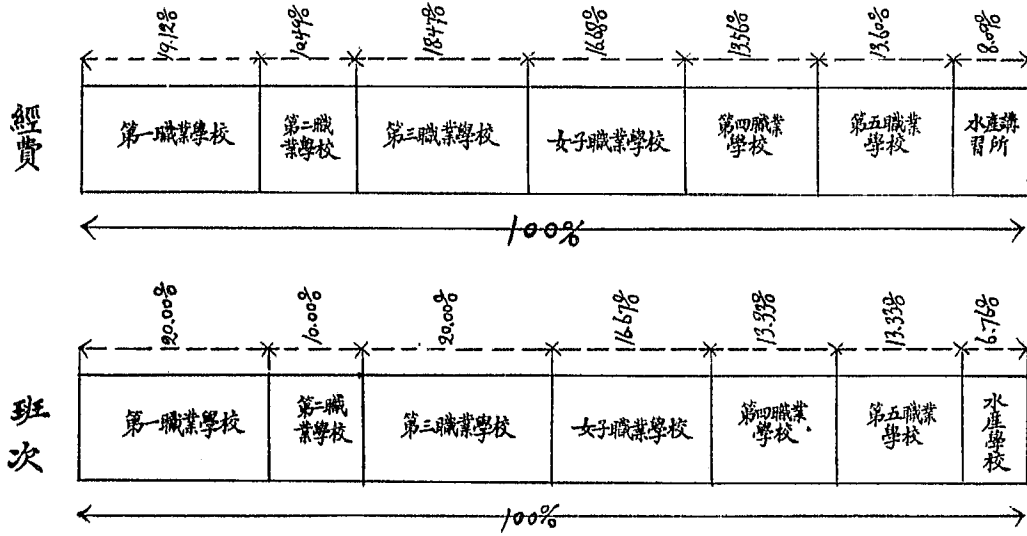 19.12%
10.49%
18.47%
16.68%
13.56%
13.60%
8.09%
經費
第一職業學校
第二職
業學校
第三職業學校
女子職業學校
第四職業
學校
第五職業
學校
水產講
習所
100%
20.00%
10.00%
20.00%
16.67%
13.33%
13.33%
6.76%
班次
第一職業學校
第二職
業學校
第三職業學校
女子職業學校
第四職業
學校
第五職業
學校
水產學校
100%